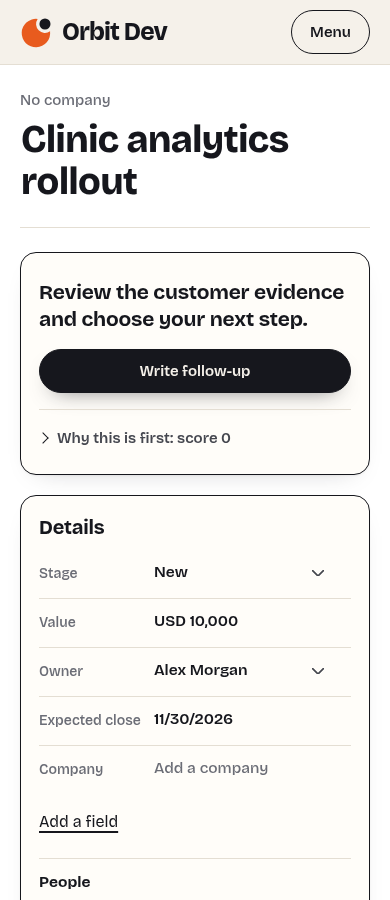 Orbit Dev
Menu
No company
Clinic analytics
rollout
Review the customer evidence
and choose your next step.
Write follow-up
Why this is first: score 0
Details
Stage New
Value USD 10,000
Owner Alex Morgan
Expected close 11/30/2026
Company Add a company
Add a field
People